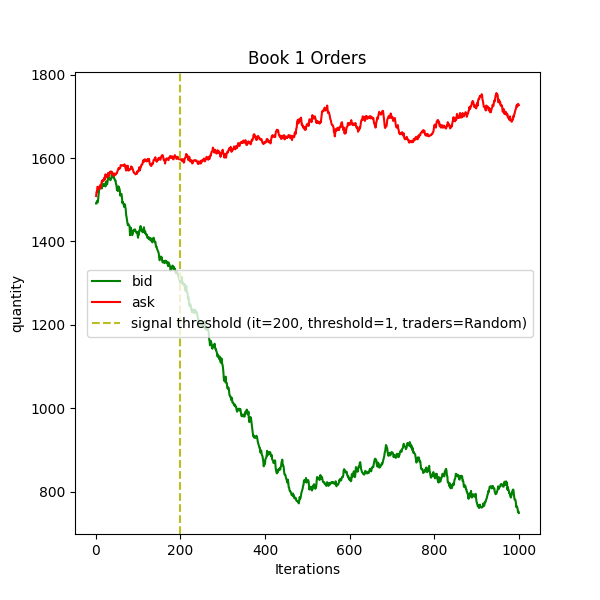 Book 1 Orders
1800
1600
1400
1200
1000
800
quantity
bid
ask
signal threshold (it=200, threshold=1, traders=Random)
0
200
400
600
800
1000
Iterations